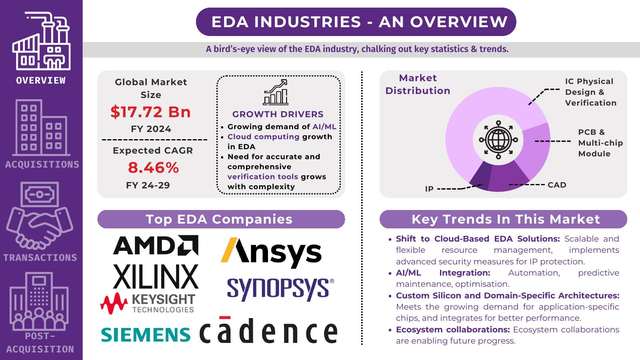 EDA INDUSTRIES - AN OVERVIEW
A bird's-eye view of the EDA industry, chalking out key statistics & trends.
OVERVIEW
ACQUISITIONS
TRANSACTIONS
POST-
ACQUISITION
Global Market
Size
$17.72 Bn
FY 2024
Expected CAGR
8.46%
FY 24-29
GROWTH DRIVERS
• Growing demand of AI/ML
• Cloud computing growth
in EDA
• Need for accurate and
comprehensive
verification tools grows
with complexity
Market
Distribution
IC Physical
Design &
Verification
PCB &
Multi-chip
Module
CAD
IP
Top EDA Companies
AMD
XILINX
KEYSIGHT
TECHNOLOGIES
SIEMENS
Ansys
SYNOPSYS®
cādence
Key Trends In This Market
• Shift to Cloud-Based EDA Solutions: Scalable and
flexible resource management, implements
advanced security measures for IP protection.
• AI/ML Integration: Automation, predictive
maintenance, optimisation.
• Custom Silicon and Domain-Specific Architectures:
Meets the growing demand for application-specific
chips, and integrates for better performance.
• Ecosystem collaborations: Ecosystem collaborations
are enabling future progress.